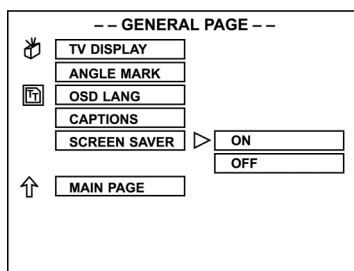 -- GENERAL PAGE --
TV DISPLAY
ANGLE MARK
OSD LANG
CAPTIONS
SCREEN SAVER ON
OFF
MAIN PAGE